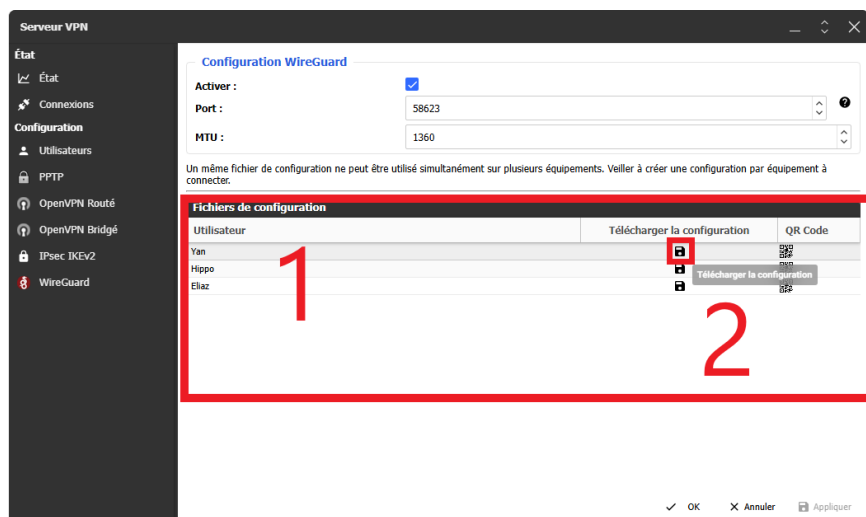 Serveur VPN
État
État
Connexions
Configuration
Utilisateurs
PPTP
OpenVPN Routé
OpenVPN Bridgé
IPsec IKEv2
WireGuard
Configuration WireGuard
Activer :
Port :
58623
MTU :
1360
Un même fichier de configuration ne peut être utilisé simultanément sur plusieurs équipements. Veiller à créer une configuration par équipement à
connecter.
Fichiers de configuration
Utilisateur Télécharger la configuration QR Code
Yan
Hippo
Télécharger la configuration
Eliaz
1
2
OK Annuler Appliquer